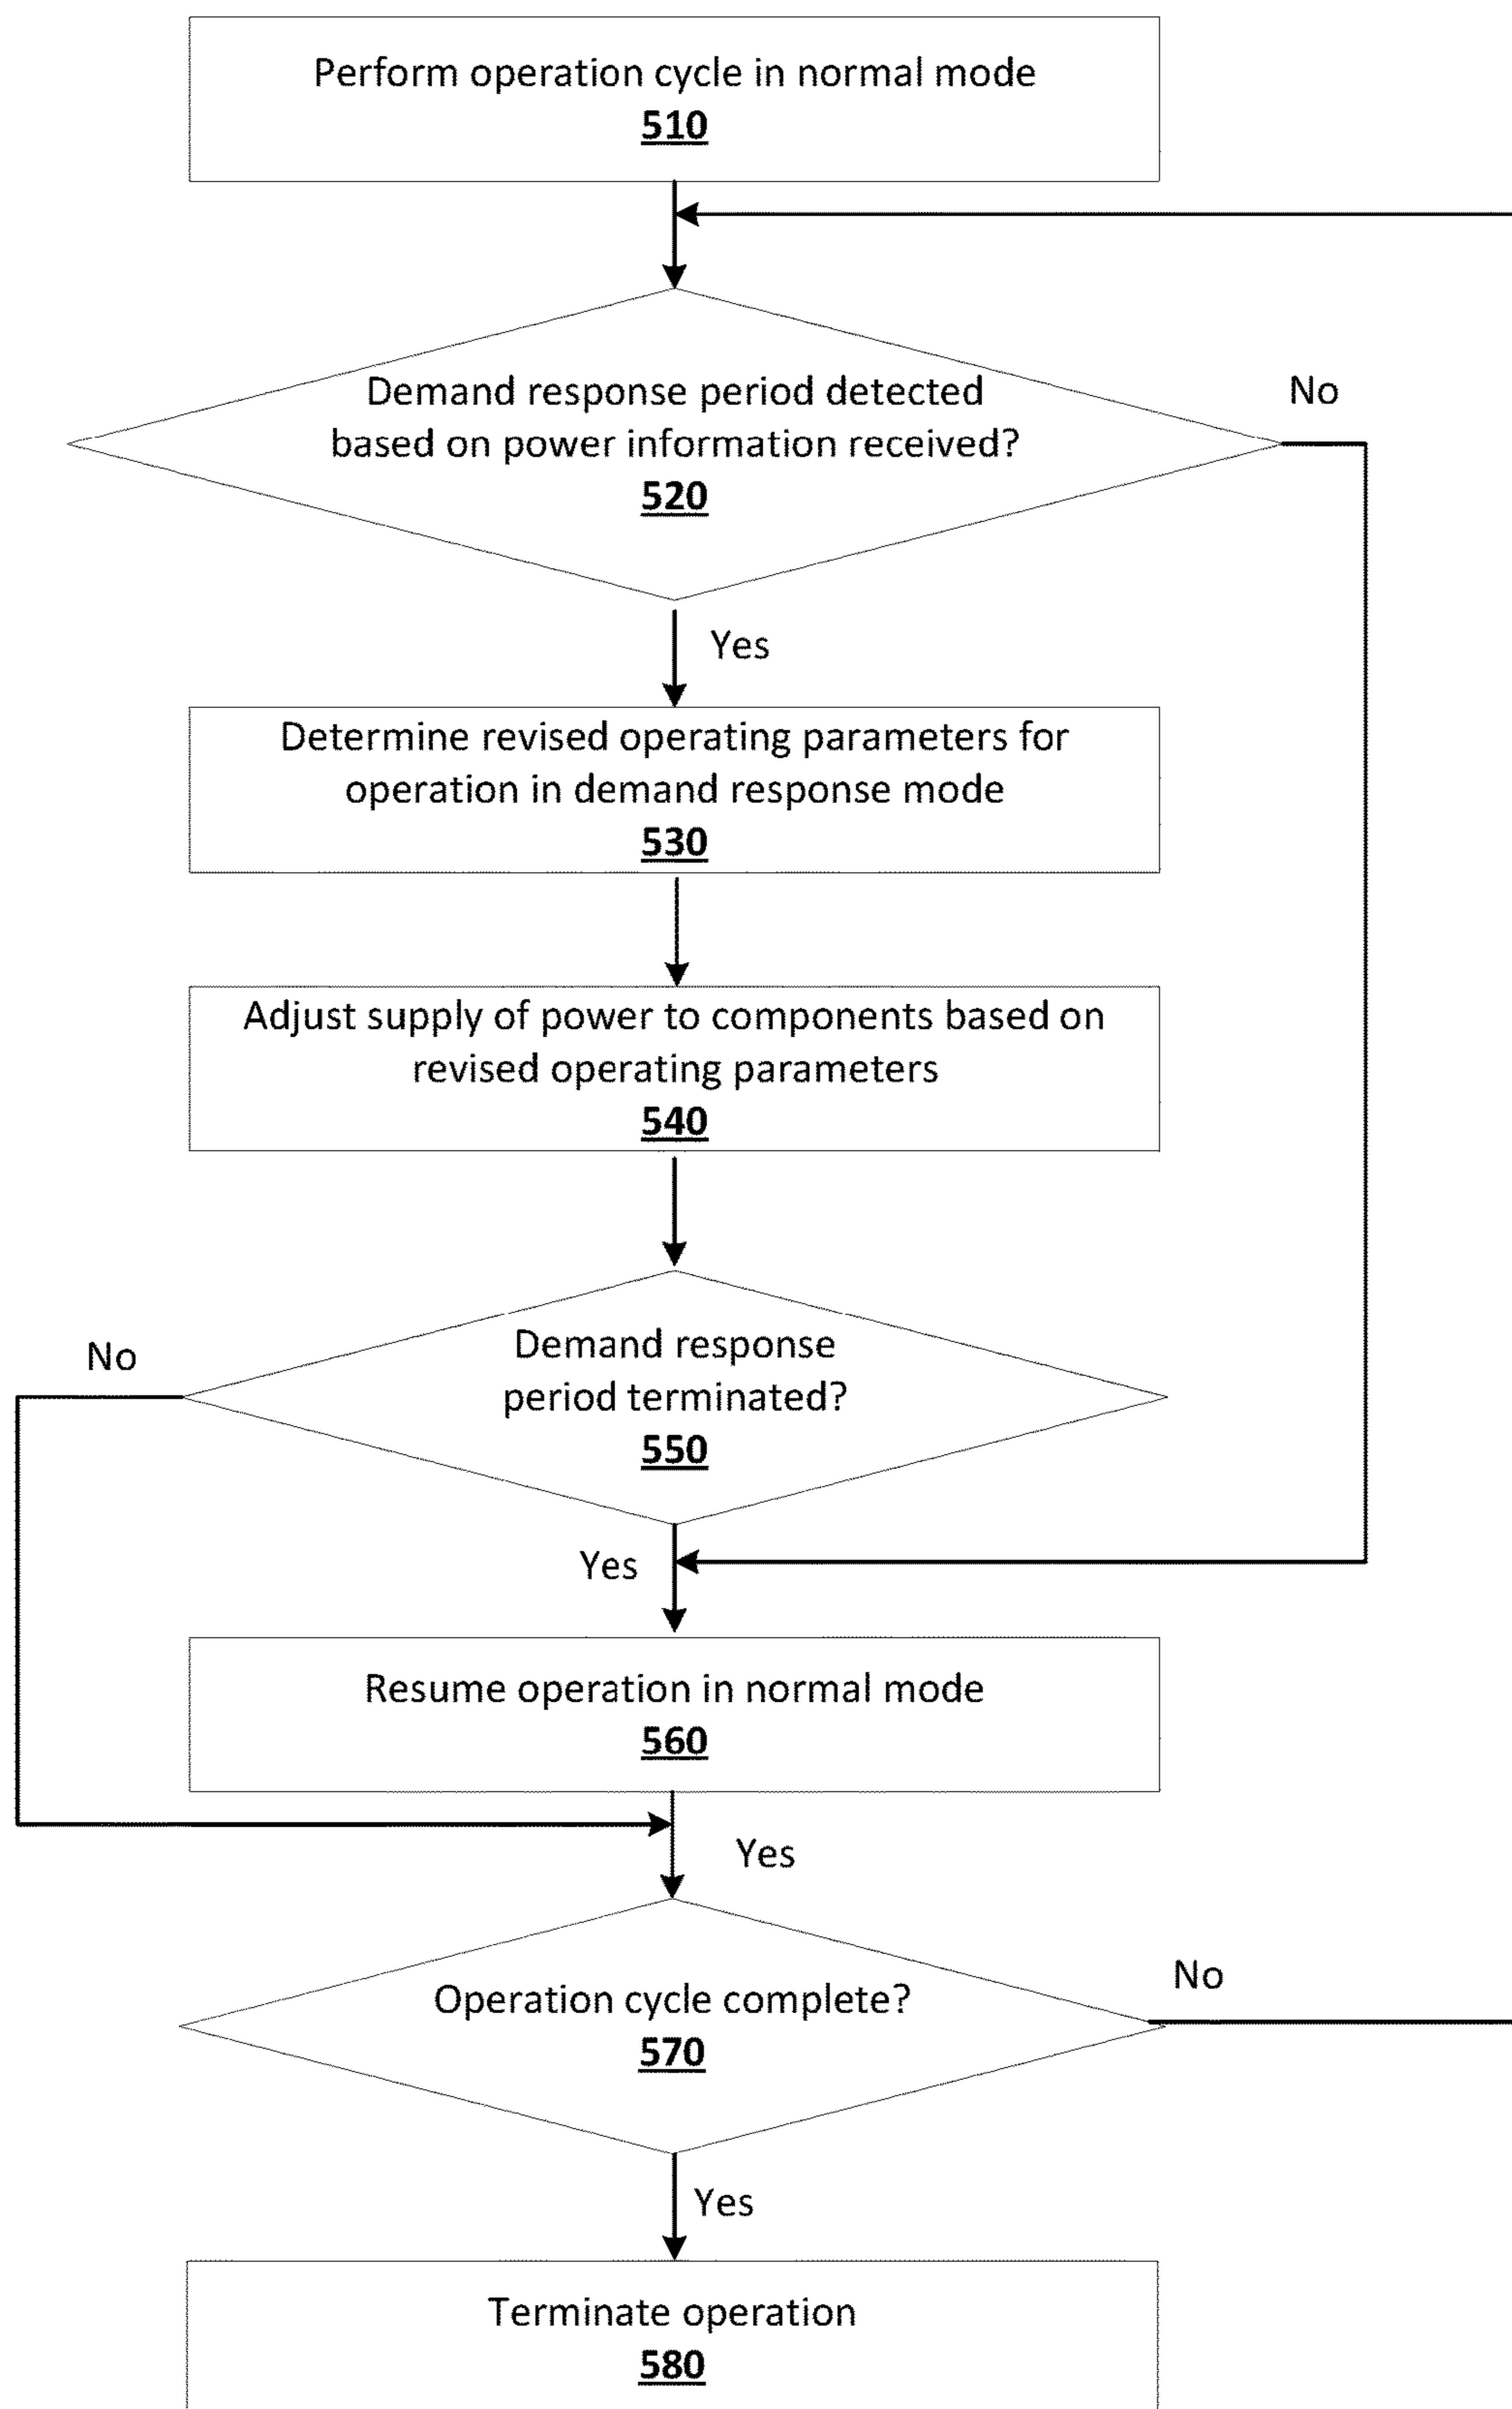 Perform operation cycle in normal mode
510
Demand response period detected
based on power information received?
520
No
Yes
Determine revised operating parameters for
operation in demand response mode
530
Adjust supply of power to components based on
revised operating parameters
540
No
Demand response
period terminated?
550
Yes
Resume operation in normal mode
560
Yes
Operation cycle complete?
570
No
Yes
Terminate operation
580